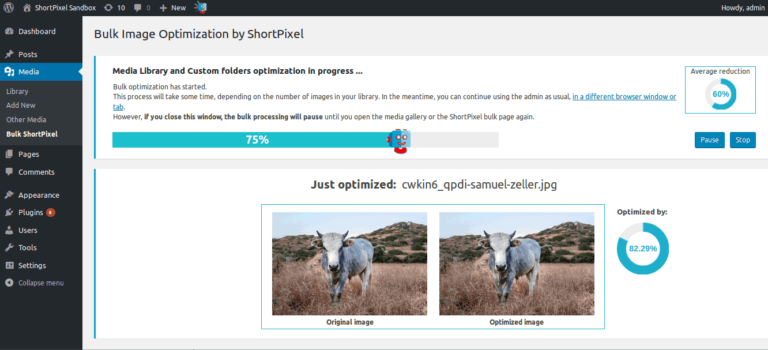 ShortPixel Sandbox 10 0 New Howdy, admin
Dashboard
Posts
Media
Library
Add New
Other Media
Bulk ShortPixel
Pages
Comments
Appearance
Plugins 8
Users
Tools
Settings
Collapse menu
Bulk Image Optimization by ShortPixel
Media Library and Custom folders optimization in progress ...
Bulk optimization has started.
This process will take some time, depending on the number of images in your library. In the meantime, you can continue using the admin as usual, in a different browser window or
tab.
However, if you close this window, the bulk processing will pause until you open the media gallery or the ShortPixel bulk page again.
Average reduction
60%
75%
Pause Stop
Just optimized: cwkin6_qpdi-samuel-zeller.jpg
Original image
Optimized image
Optimized by:
82.29%